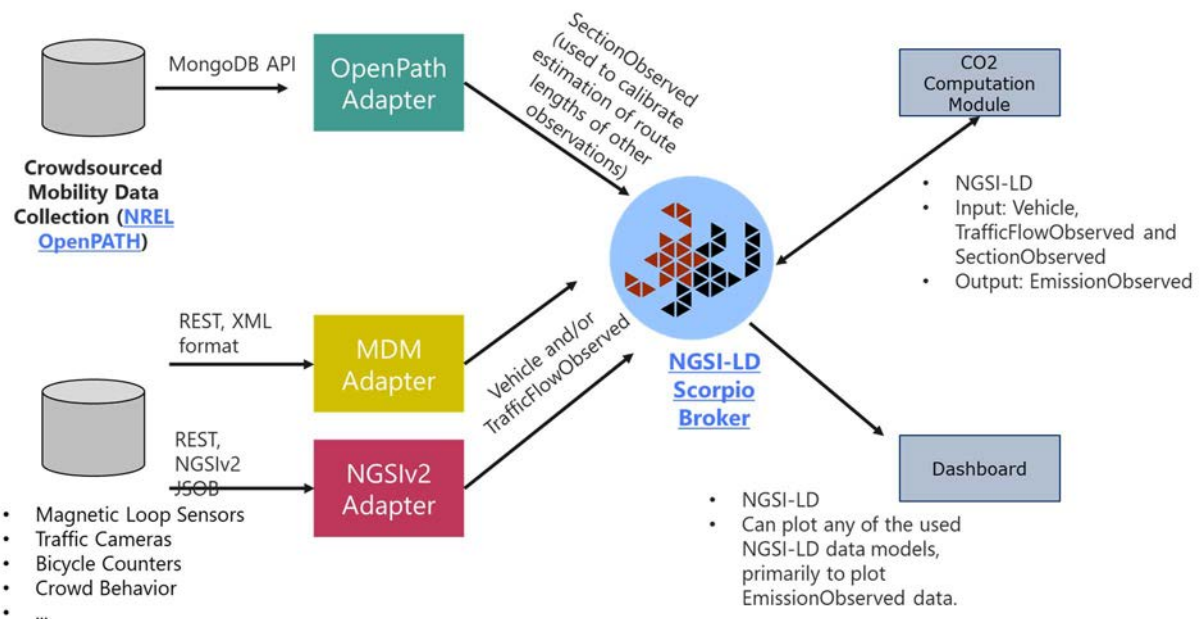 MongoDB API
OpenPath
Adapter
SectionObserved
(used to calibrate
estimation of route
lengths of other
observations)
CO2
Computation
Module
Crowdsourced
Mobility Data
Collection (NREL
OpenPATH)
• NGSI-LD
• Input: Vehicle,
TrafficFlowObserved and
SectionObserved
• Output: EmissionObserved
REST, XML
format
MDM
Adapter
Vehicle and/or
TrafficFlowObserved
NGSI-LD
Scorpio
Broker
REST,
NGSIv2
JSOB
NGSIv2
Adapter
Dashboard
• Magnetic Loop Sensors
• Traffic Cameras
• Bicycle Counters
• Crowd Behavior
• ...
• NGSI-LD
• Can plot any of the used
NGSI-LD data models,
primarily to plot
EmissionObserved data.